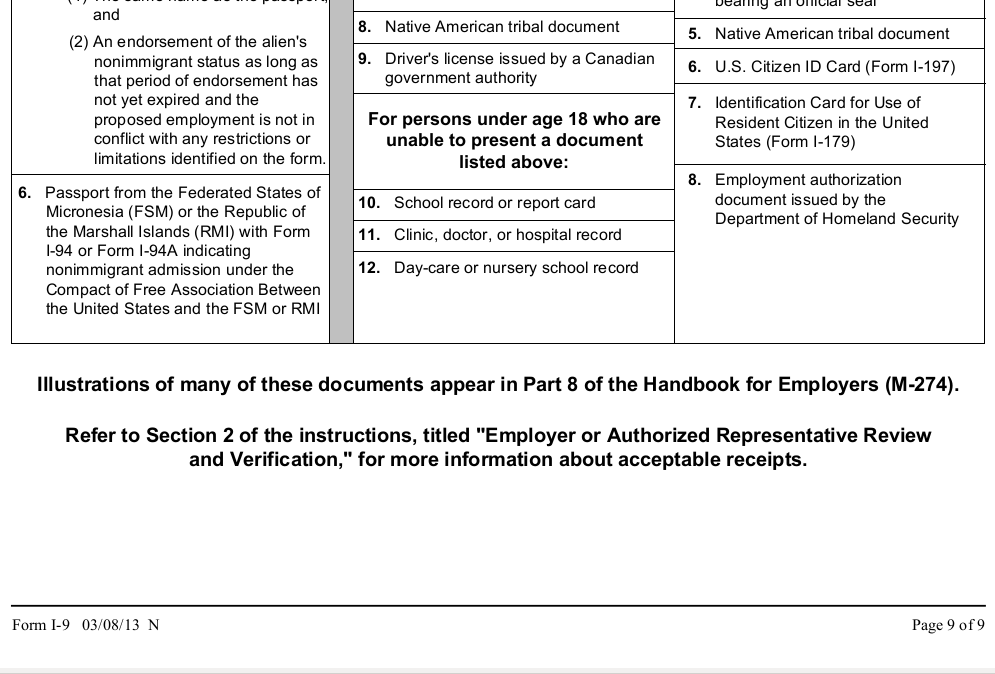 (1) The same name as the passport;
and
(2) An endorsement of the alien's
nonimmigrant status as long as
that period of endorsement has
not yet expired and the
proposed employment is not in
conflict with any restrictions or
limitations identified on the form.
6. Passport from the Federated States of
Micronesia (FSM) or the Republic of
the Marshall Islands (RMI) with Form
I-94 or Form I-94A indicating
nonimmigrant admission under the
Compact of Free Association Between
the United States and the FSM or RMI
8. Native American tribal document
9. Driver's license issued by a Canadian
government authority
For persons under age 18 who are
unable to present a document
listed above:
10. School record or report card
11. Clinic, doctor, or hospital record
12. Day-care or nursery school record
bearing an official seal
5. Native American tribal document
6. U.S. Citizen ID Card (Form I-197)
7. Identification Card for Use of
Resident Citizen in the United
States (Form I-179)
8. Employment authorization
document issued by the
Department of Homeland Security
Illustrations of many of these documents appear in Part 8 of the Handbook for Employers (M-274).
Refer to Section 2 of the instructions, titled "Employer or Authorized Representative Review
and Verification," for more information about acceptable receipts.
Form I-9 03/08/13 N
Page 9 of 9